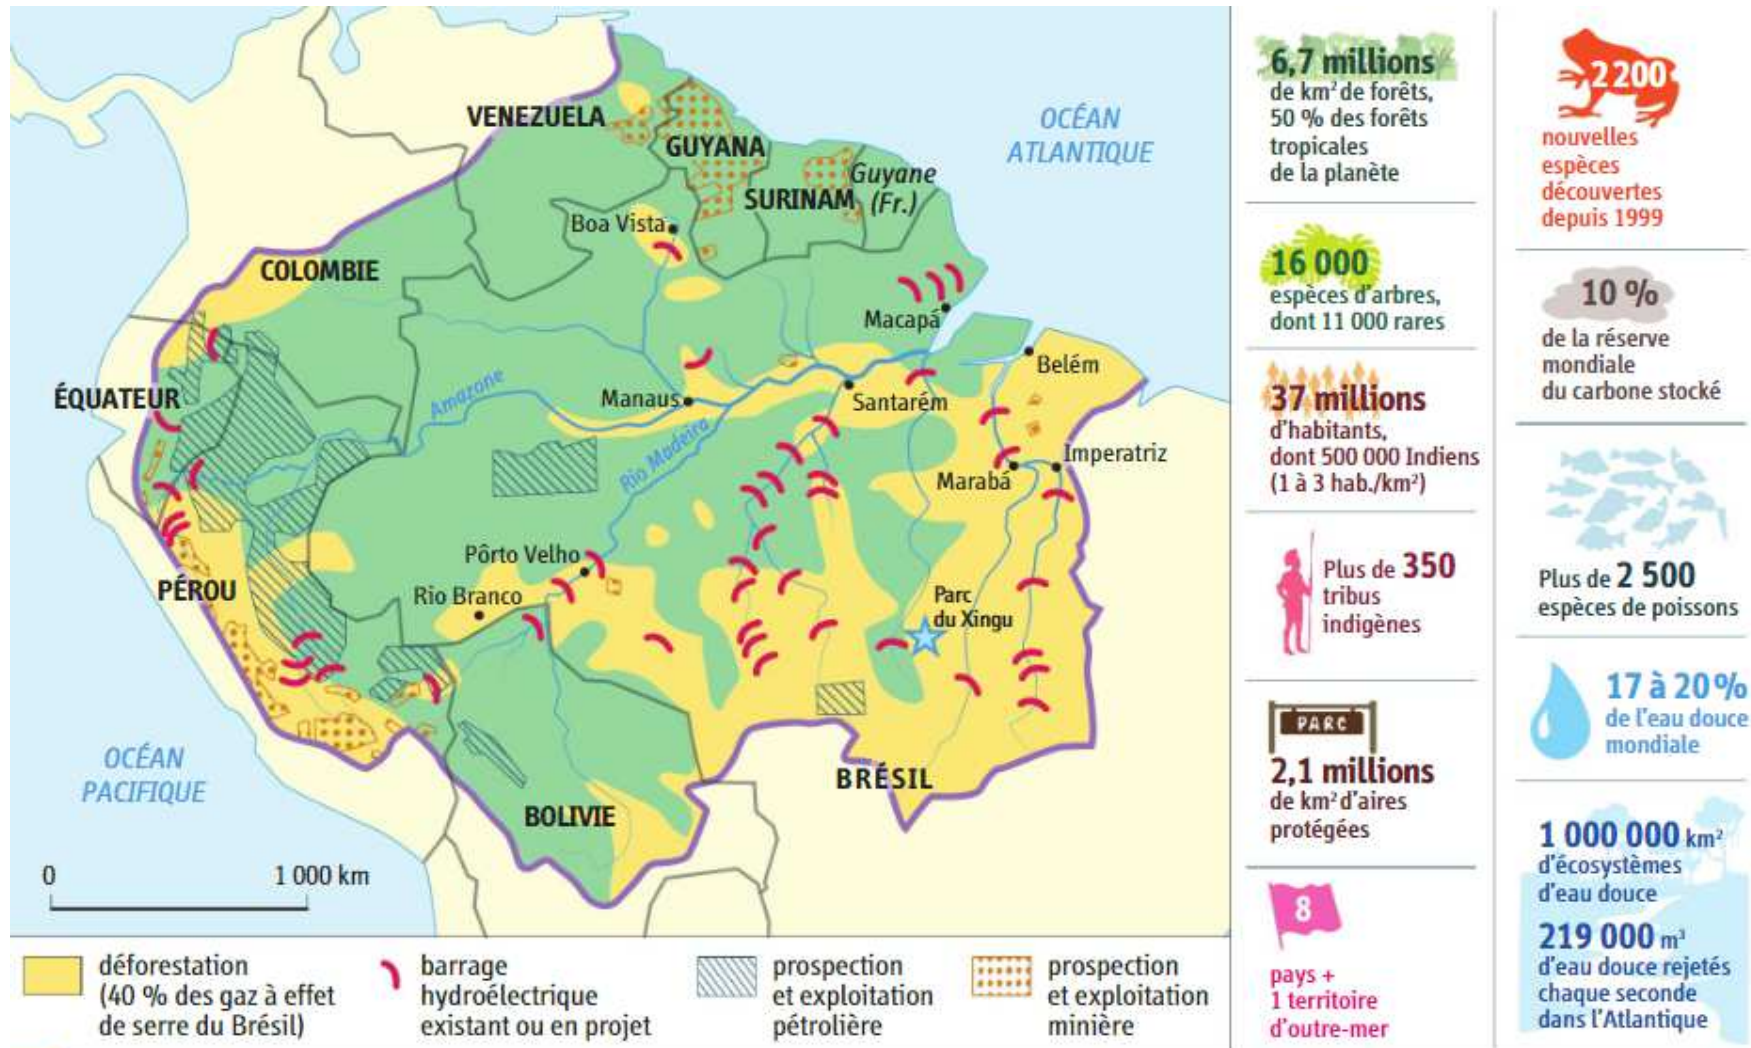 VENEZUELA
GUYANA
SURINAM
Guyane
(Fr.)
OCÉAN
ATLANTIQUE
Boa Vista
COLOMBIE
Macapá
Belém
ÉQUATEUR
Amazone
Manaus
Santarém
Rio Madeira
Imperatriz
Marabá
Pôrto Velho
PÉROU
Rio Branco
Parc
du Xingu
OCÉAN
PACIFIQUE
BRÉSIL
BOLIVIE
0
1 000 km
déforestation
(40 % des gaz à effet
de serre du Brésil)
barrage
hydroélectrique
existant ou en projet
prospection
et exploitation
pétrolière
prospection
et exploitation
minière
6,7 millions
de km² de forêts,
50 % des forêts
tropicales
de la planète
16 000
espèces d'arbres,
dont 11 000 rares
37 millions
d'habitants,
dont 500 000 Indiens
(1 à 3 hab./km²)
Plus de 350
tribus
indigènes
PARC
2,1 millions
de km² d'aires
protégées
8
pays +
1 territoire
d'outre-mer
2 200
nouvelles
espèces
découvertes
depuis 1999
10 %
de la réserve
mondiale
du carbone stocké
Plus de 2 500
espèces de poissons
17 à 20 %
de l'eau douce
mondiale
1 000 000 km²
d'écosystèmes
d'eau douce
219 000 m³
d'eau douce rejetés
chaque seconde
dans l'Atlantique